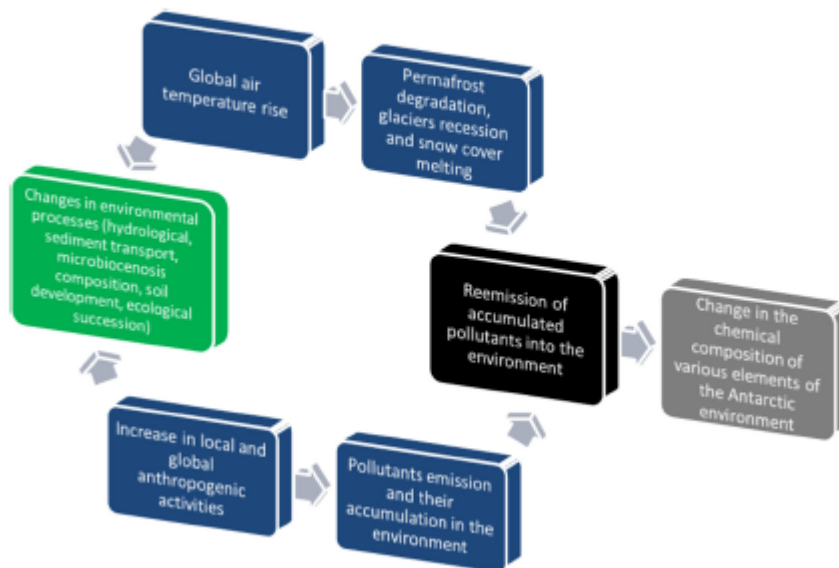 Global air
temperature rise
Permafrost
degradation,
glaciers recession
and snow cover
melting
Changes in environmental
processes (hydrological,
sediment transport,
microbiocenosis
composition, soil
development, ecological
succession)
Reemission of
accumulated
pollutants into the
environment
Change in the
chemical
composition of
various elements of
the Antarctic
environment
Increase in local and
global
anthropogenic
activities
Pollutants emission
and their
accumulation in the
environment